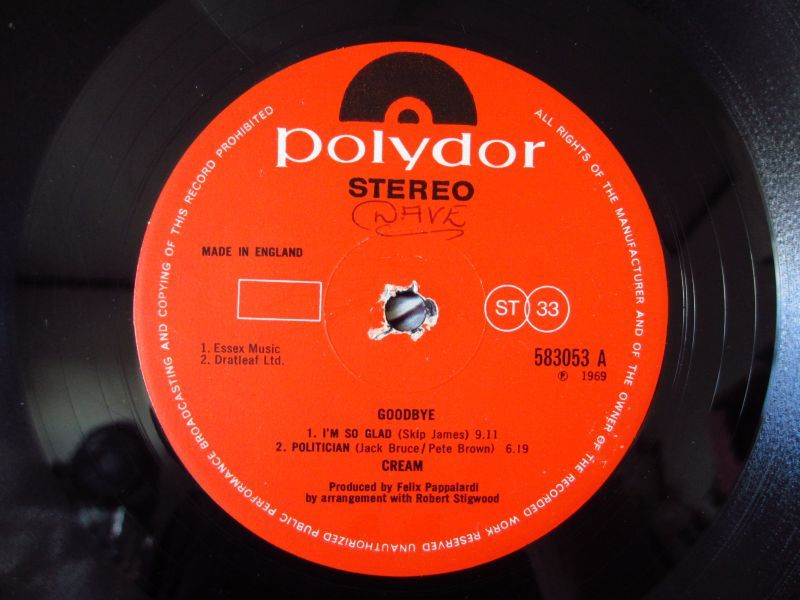 polydor
STEREO
DAVE
MADE IN ENGLAND
ST 33
1. Essex Music
2. Dratleaf Ltd.
583053 A
℗ 1969
GOODBYE
1. I'M SO GLAD (Skip James) 9.11
2. POLITICIAN (Jack Bruce/Pete Brown) 6.19
CREAM
Produced by Felix Pappalardi
by arrangement with Robert Stigwood
ALL RIGHTS OF THE MANUFACTURER AND OF THE OWNER OF THE RECORDED WORK RESERVED UNAUTHORIZED PUBLIC PERFORMANCE BROADCASTING AND COPYING OF THIS RECORD PROHIBITED